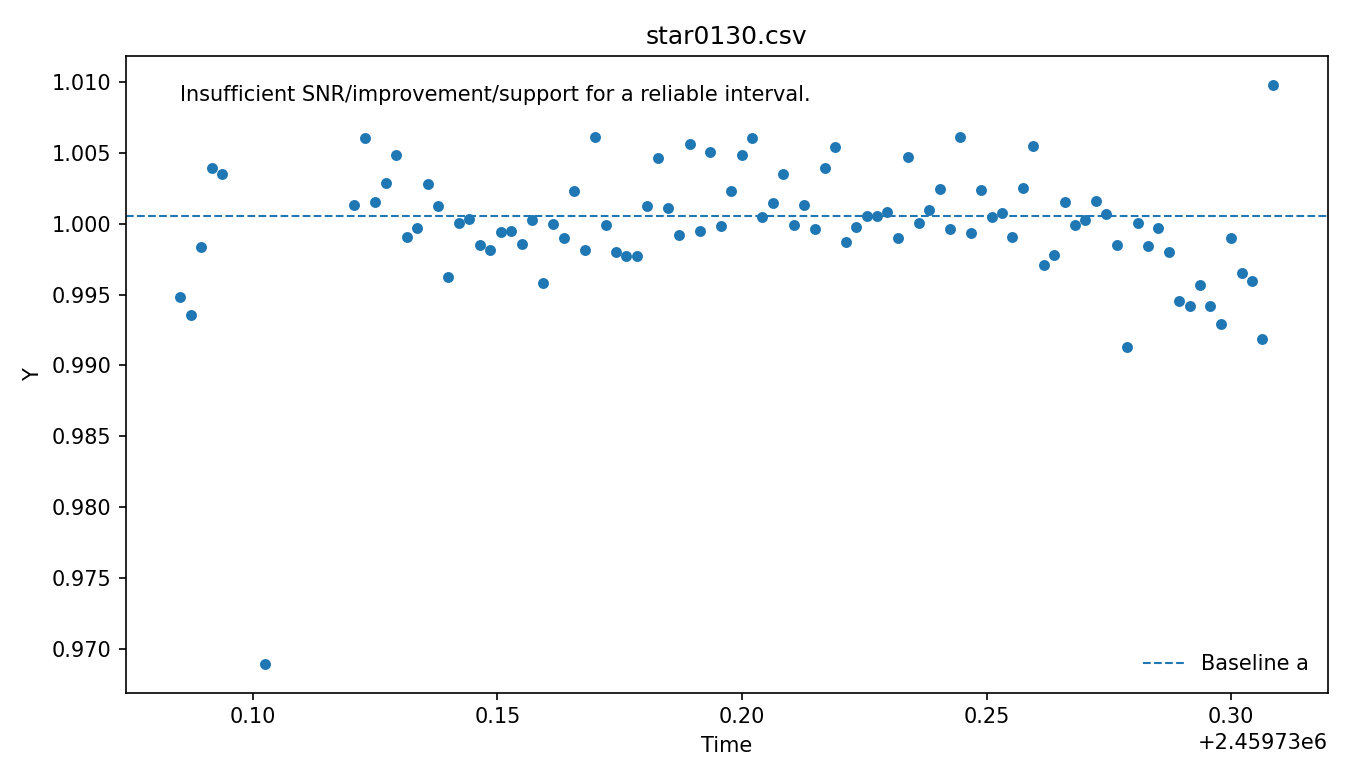 star0130.csv
Insufficient SNR/improvement/support for a reliable interval.
1.010
1.005
1.000
0.995
0.990
0.985
0.980
0.975
0.970
Y
Baseline a
0.10
0.15
0.20
0.25
0.30
Time
+2.45973e6